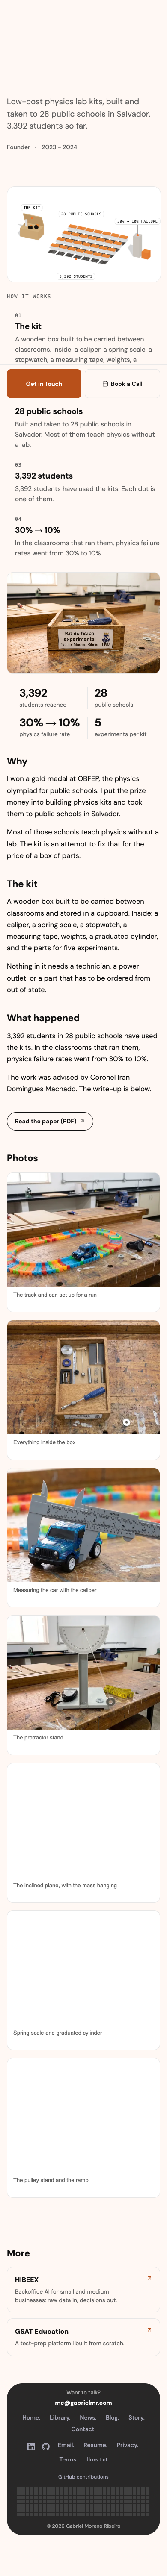 Low-cost physics lab kits, built and
taken to 28 public schools in Salvador.
3,392 students so far.
Founder • 2023 - 2024
THE KIT
28 PUBLIC SCHOOLS
30% → 10% FAILURE
3,392 STUDENTS
HOW IT WORKS
01
The kit
A wooden box built to be carried between
classrooms. Inside: a caliper, a spring scale, a
stopwatch, a measuring tape, weights, a
Get in Touch
Book a Call
28 public schools
Built and taken to 28 public schools in
Salvador. Most of them teach physics without
a lab.
03
3,392 students
3,392 students have used the kits. Each dot is
one of them.
04
30% → 10%
In the classrooms that ran them, physics failure
rates went from 30% to 10%.
Kit de física
experimental
3,392
students reached
28
public schools
30% → 10%
physics failure rate
5
experiments per kit
Why
I won a gold medal at OBFEP, the physics
olympiad for public schools. I put the prize
money into building physics kits and took
them to public schools in Salvador.
Most of these schools teach physics without a
lab. The kit is an attempt to fix that for the
price of a box of parts.
The kit
A wooden box built to be carried between
classrooms and stored in a cupboard. Inside: a
caliper, a spring scale, a stopwatch, a
measuring tape, weights, a graduated cylinder,
and the parts for five experiments.
Nothing in it needs a technician, a power
outlet, or a part that has to be ordered from
out of state.
What happened
3,392 students in 28 public schools have used
the kits. In the classrooms that ran them,
physics failure rates went from 30% to 10%.
The work was advised by Coronel Iran
Domingues Machado. The write-up is below.
Read the paper (PDF) ↗
Photos
The track and car, set up for a run
Everything inside the box
Measuring the car with the caliper
The protractor stand
The inclined plane, with the mass hanging
Spring scale and graduated cylinder
The pulley stand and the ramp
More
HIBEEX ↗
Backoffice AI for small and medium
businesses: raw data in, decisions out.
GSAT Education ↗
A test-prep platform I built from scratch.
Want to talk?
me@gabrielmr.com
Home. Library. News. Blog. Story.
Contact.
Email. Resume. Privacy.
Terms. llms.txt
GitHub contributions
© 2026 Gabriel Moreno Ribeiro